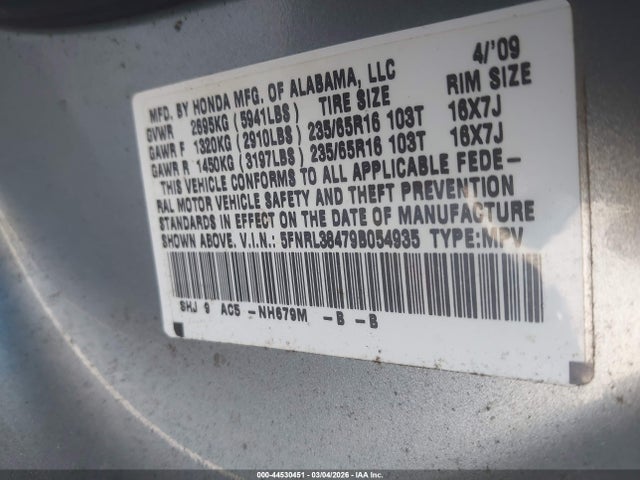 MFD. BY HONDA MFG. OF ALABAMA, LLC 4/'09
GVWR 2695KG (5941LBS) TIRE SIZE RIM SIZE
GAWR F 1320KG (2910LBS) 235/65R16 103T 16X7J
GAWR R 1450KG (3197LBS) 235/65R16 103T 16X7J
THIS VEHICLE CONFORMS TO ALL APPLICABLE FEDE-
RAL MOTOR VEHICLE SAFETY AND THEFT PREVENTION
STANDARDS IN EFFECT ON THE DATE OF MANUFACTURE
SHOWN ABOVE. V.I.N.: 5FNRL38479B054935 TYPE:MPV
SHJ 9 AC5 -NH679M -B -B
000-44530451 - 03/04/2026 - IAA Inc.